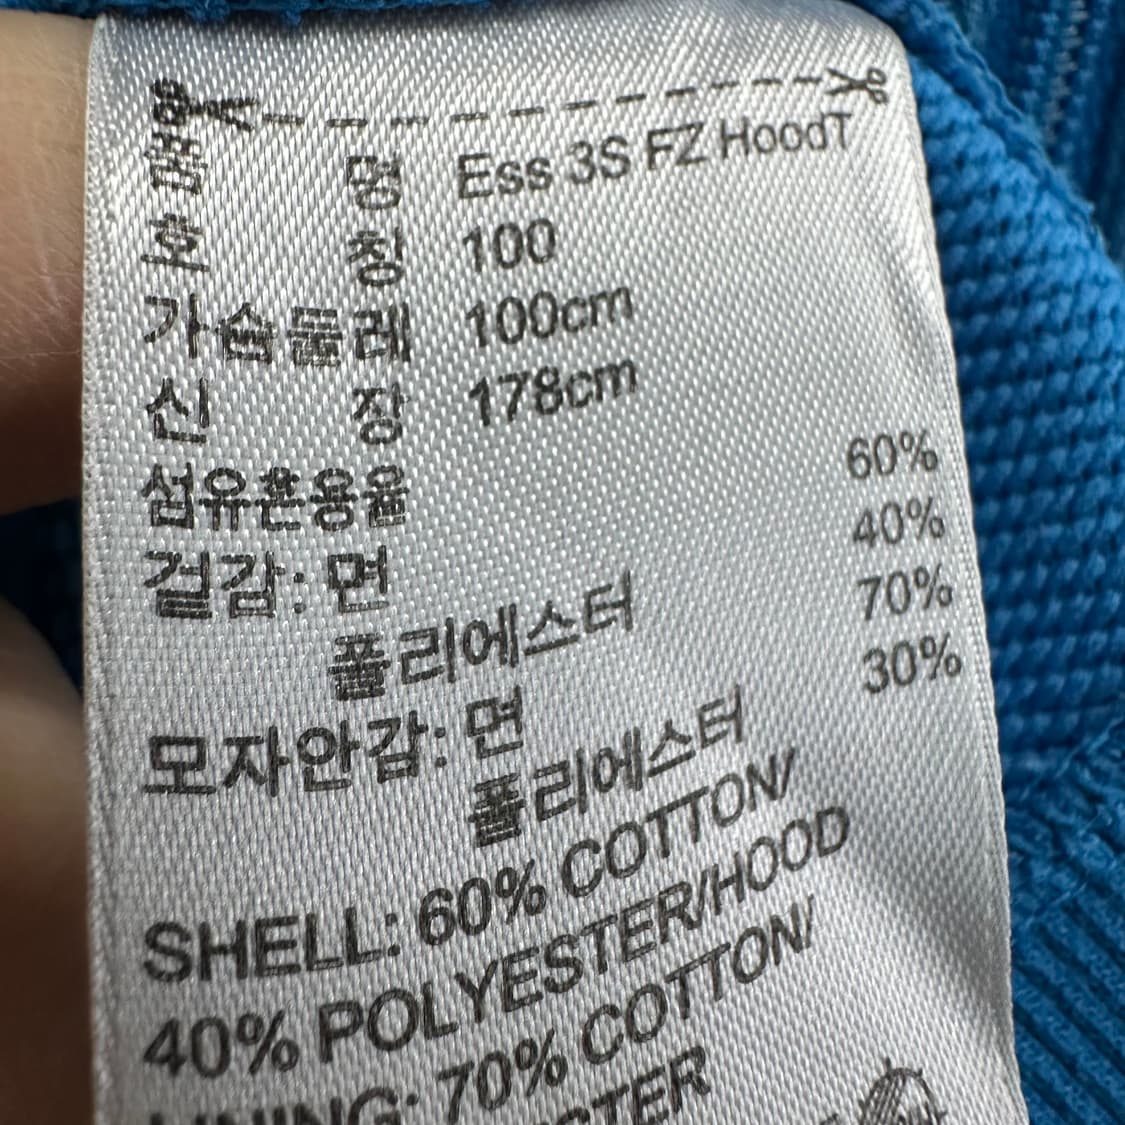 품 명 Ess 3S FZ HoodT
호 칭 100
가슴둘레 100cm
신 장 178cm
섬유혼용율
겉감: 면 60%
폴리에스터 40%
모자안감: 면 70%
폴리에스터 30%
SHELL: 60% COTTON/
40% POLYESTER/HOOD
LINING: 70% COTTON/